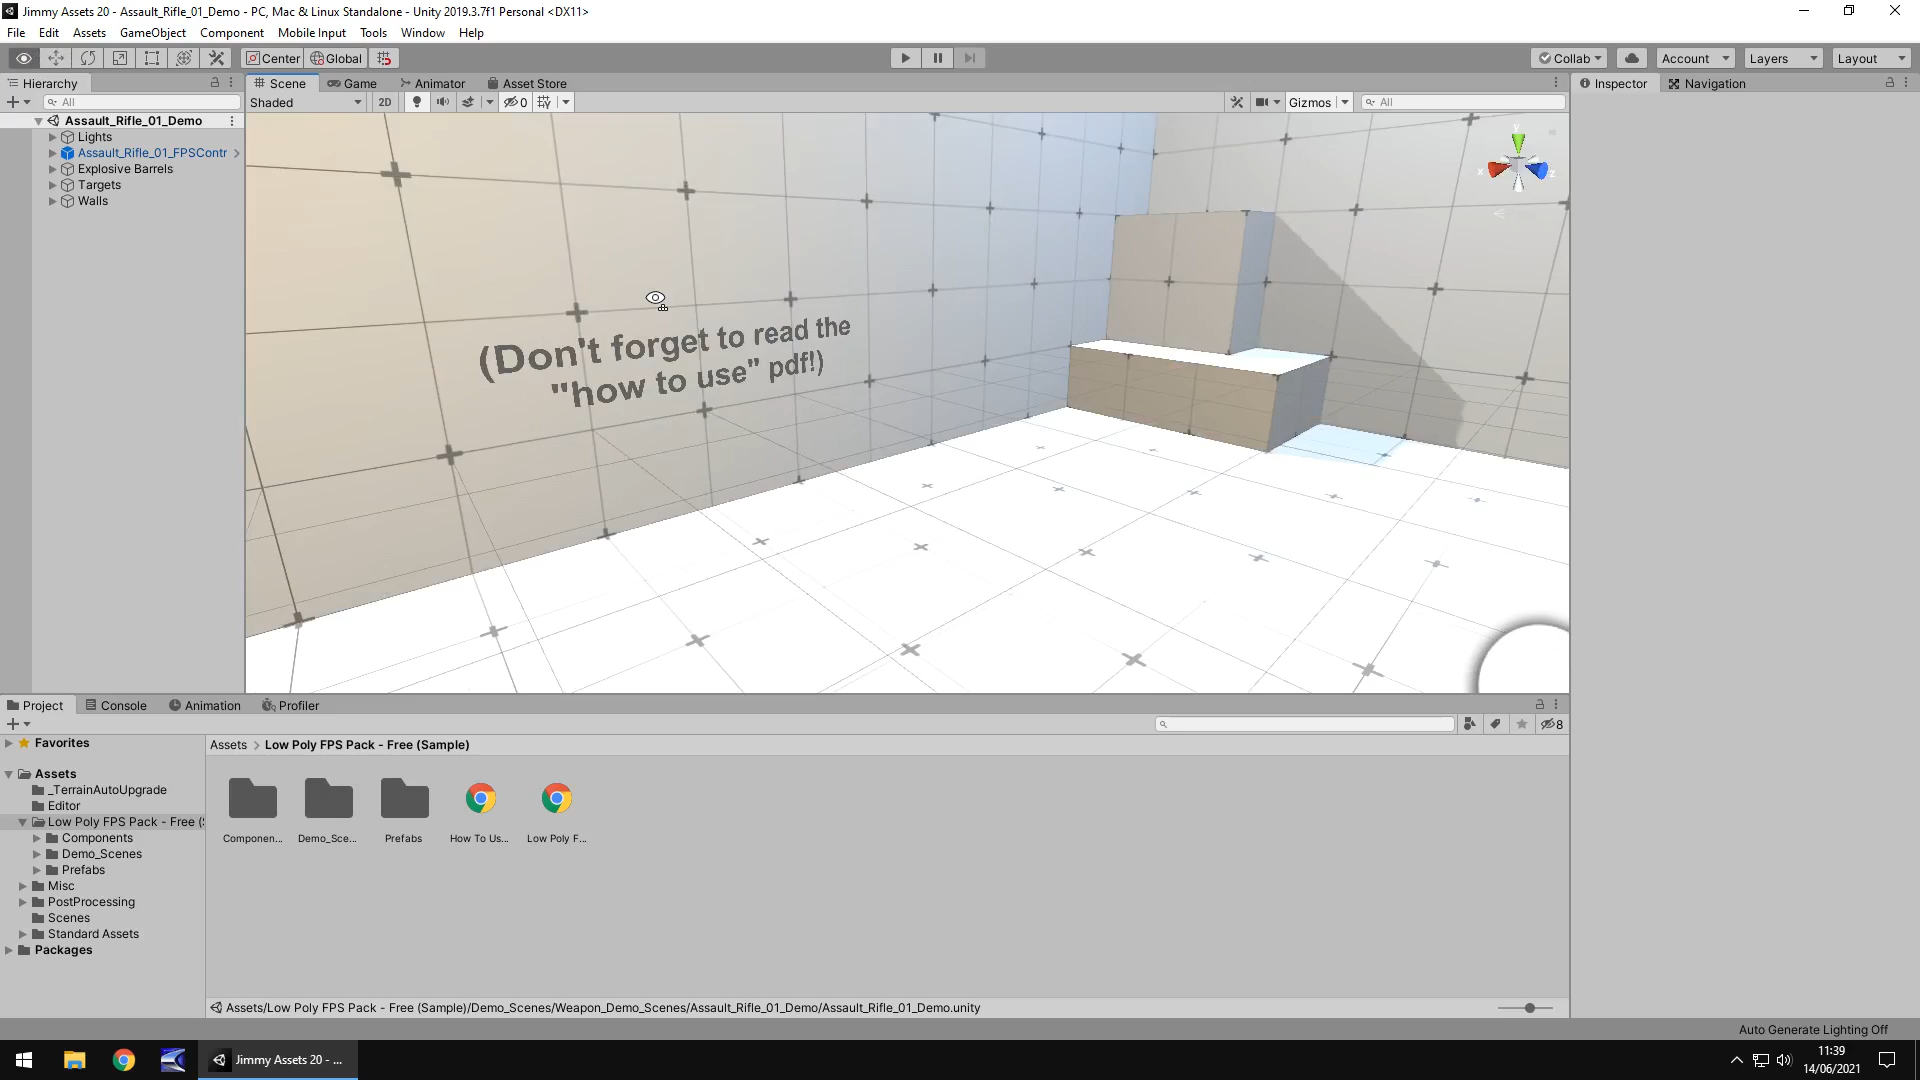 Jimmy Assets 20 - Assault_Rifle_01_Demo - PC, Mac & Linux Standalone - Unity 2019.3.7f1 Personal <DX11>
File Edit Assets GameObject Component Mobile Input Tools Window Help
Center Global Collab Account Layers Layout
Hierarchy Scene Game Animator Asset Store Inspector Navigation
All Shaded 2D 0 Gizmos All
Assault_Rifle_01_Demo
Lights
Assault_Rifle_01_FPSContr
Explosive Barrels
Targets
Walls
y
x z
(Don't forget to read the
"how to use" pdf!)
Project Console Animation Profiler
8
Favorites
Assets > Low Poly FPS Pack - Free (Sample)
Assets
_TerrainAutoUpgrade
Editor
Low Poly FPS Pack - Free (
Components
Demo_Scenes
Prefabs
Misc
PostProcessing
Scenes
Standard Assets
Packages
Componen... Demo_Sce... Prefabs How To Us... Low Poly F...
Assets/Low Poly FPS Pack - Free (Sample)/Demo_Scenes/Weapon_Demo_Scenes/Assault_Rifle_01_Demo/Assault_Rifle_01_Demo.unity
Auto Generate Lighting Off
Jimmy Assets 20 - ...
11:39
14/06/2021